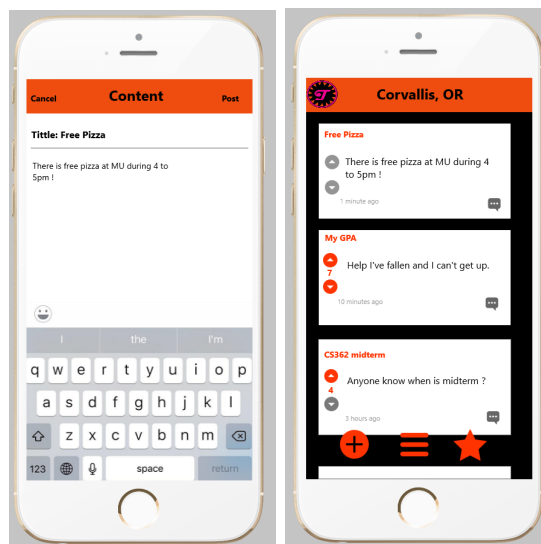 Cancel
Content
Post
Tittle: Free Pizza
There is free pizza at MU during 4 to
5pm !
I
the
I'm
q w e r t y u i o p
a s d f g h j k l
z x c v b n m
123
space
return
T
Corvallis, OR
Free Pizza
There is free pizza at MU during 4
to 5pm !
1 minute ago
My GPA
7
Help I've fallen and I can't get up.
10 minutes ago
CS362 midterm
4
Anyone know when is midterm ?
3 hours ago